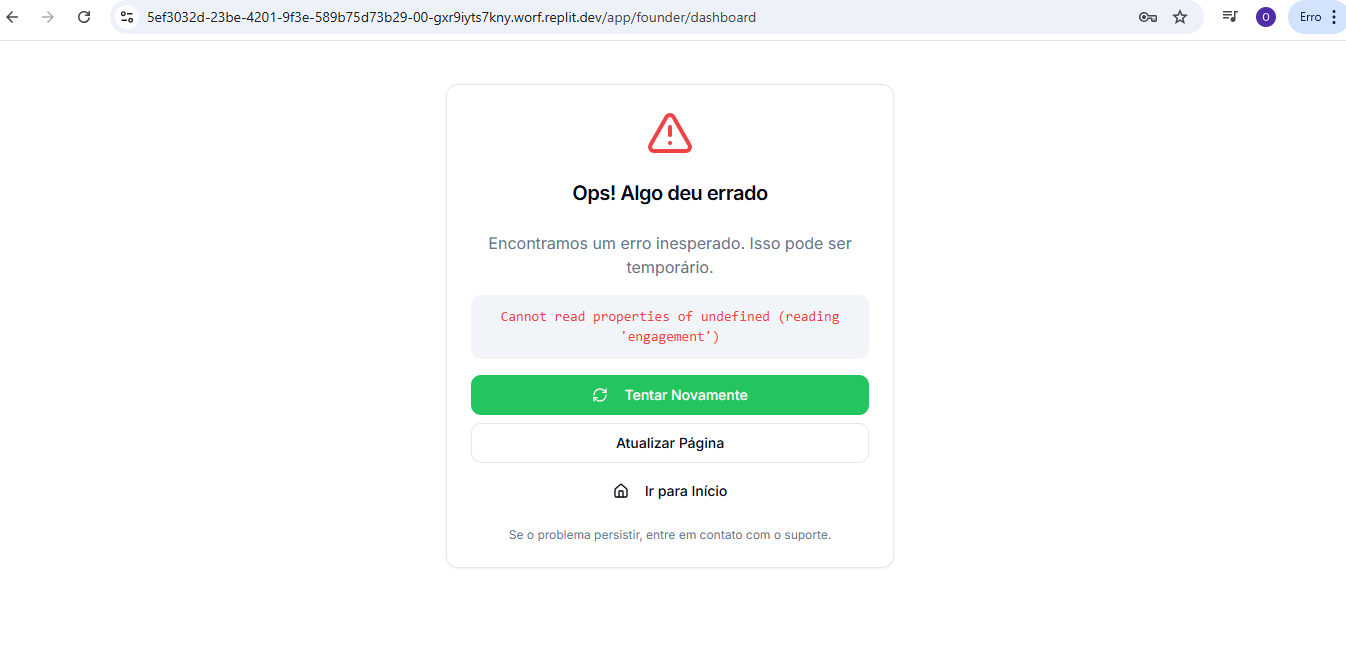 5ef3032d-23be-4201-9f3e-589b75d73b29-00-gxr9iyts7kny.worf.replit.dev/app/founder/dashboard
O
Erro
Ops! Algo deu errado
Encontramos um erro inesperado. Isso pode ser
temporário.
Cannot read properties of undefined (reading
'engagement')
Tentar Novamente
Atualizar Página
Ir para Início
Se o problema persistir, entre em contato com o suporte.